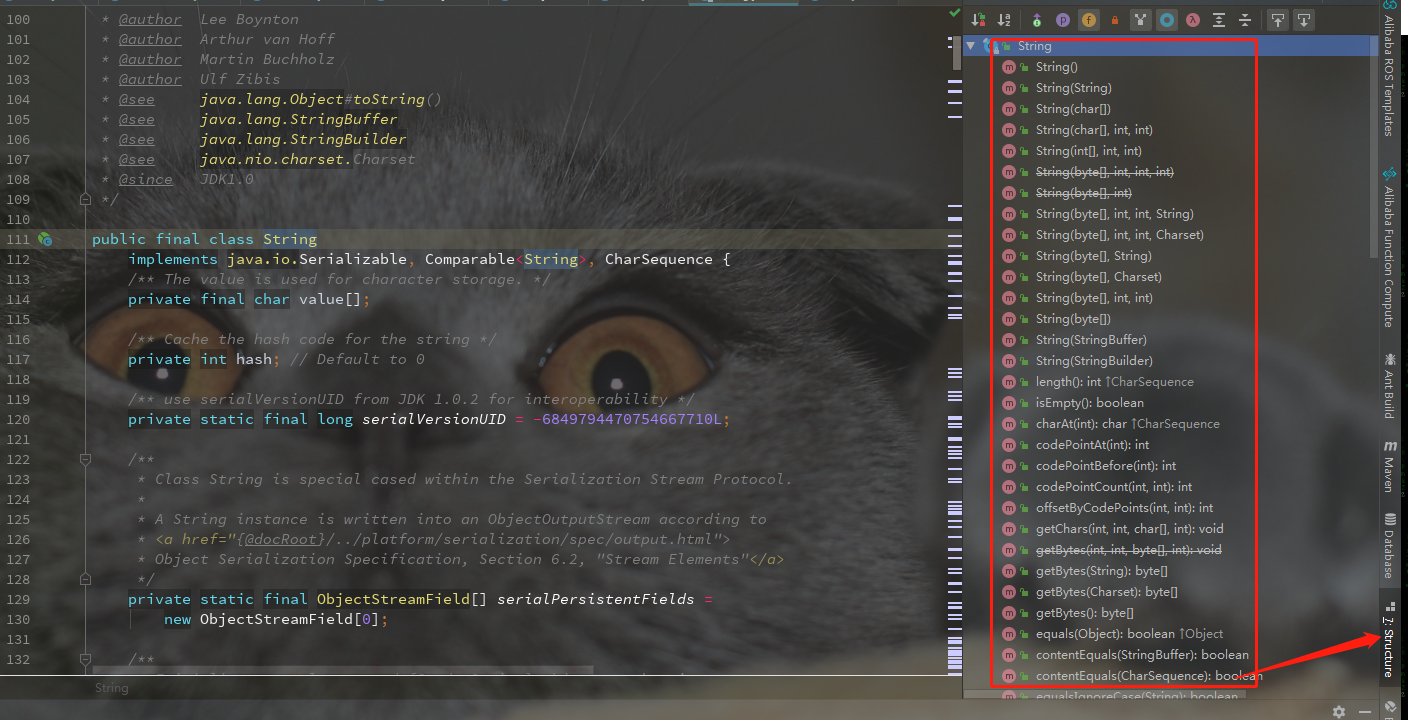 100 * @author Lee Boynton
101 * @author Arthur van Hoff
102 * @author Martin Buchholz
103 * @author Ulf Zibis
104 * @see java.lang.Object#toString()
105 * @see java.lang.StringBuffer
106 * @see java.lang.StringBuilder
107 * @see java.nio.charset.Charset
108 * @since JDK1.0
109 */
110
111 public final class String
112 implements java.io.Serializable, Comparable<String>, CharSequence {
113 /** The value is used for character storage. */
114 private final char value[];
115
116 /** Cache the hash code for the string */
117 private int hash; // Default to 0
118
119 /** use serialVersionUID from JDK 1.0.2 for interoperability */
120 private static final long serialVersionUID = -6849794470754667710L;
121
122 /**
123 * Class String is special cased within the Serialization Stream Protocol.
124 *
125 * A String instance is written into an ObjectOutputStream according to
126 * <a href="{@docRoot}/../platform/serialization/spec/output.html">
127 * Object Serialization Specification, Section 6.2, "Stream Elements"</a>
128 */
129 private static final ObjectStreamField[] serialPersistentFields =
130 new ObjectStreamField[0];
131
132 /**
String
String
String()
String(String)
String(char[])
String(char[], int, int)
String(int[], int, int)
String(byte[], int, int, int)
String(byte[], int)
String(byte[], int, int, String)
String(byte[], int, int, Charset)
String(byte[], String)
String(byte[], Charset)
String(byte[], int, int)
String(byte[])
String(StringBuffer)
String(StringBuilder)
length(): int ↑CharSequence
isEmpty(): boolean
charAt(int): char ↑CharSequence
codePointAt(int): int
codePointBefore(int): int
codePointCount(int, int): int
offsetByCodePoints(int, int): int
getChars(int, int, char[], int): void
getBytes(int, int, byte[], int): void
getBytes(String): byte[]
getBytes(Charset): byte[]
getBytes(): byte[]
equals(Object): boolean ↑Object
contentEquals(StringBuffer): boolean
contentEquals(CharSequence): boolean
equalsIgnoreCase(String): boolean
Alibaba ROS Templates
Alibaba Function Compute
Ant Build
Maven
Database
7: Structure